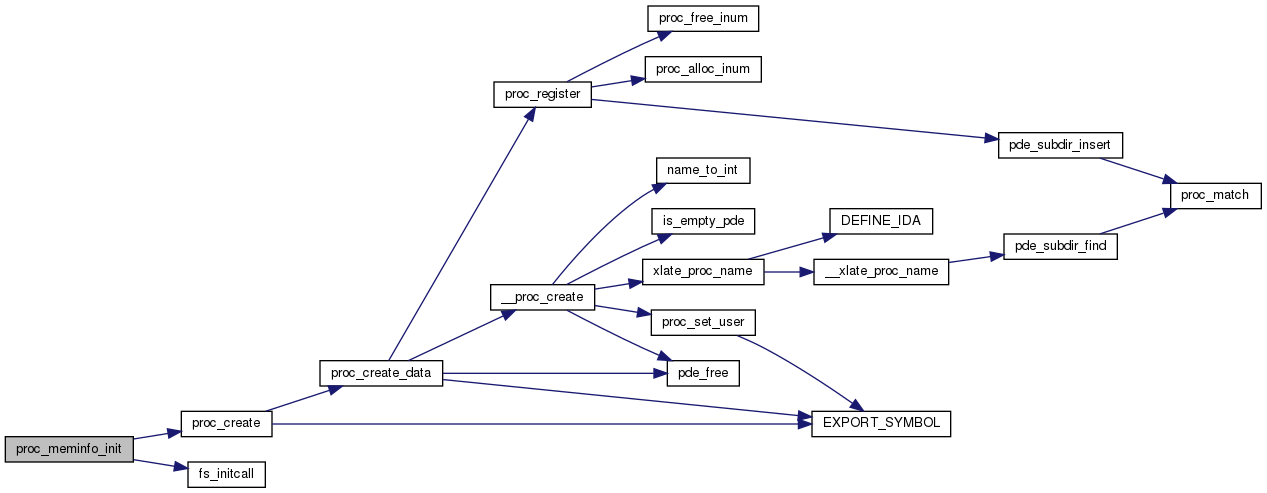 proc_free_inum
proc_alloc_inum
proc_register
pde_subdir_insert
name_to_int
proc_match
is_empty_pde
DEFINE_IDA
pde_subdir_find
xlate_proc_name
__xlate_proc_name
__proc_create
proc_set_user
proc_create_data
pde_free
proc_create
EXPORT_SYMBOL
proc_meminfo_init
fs_initcall